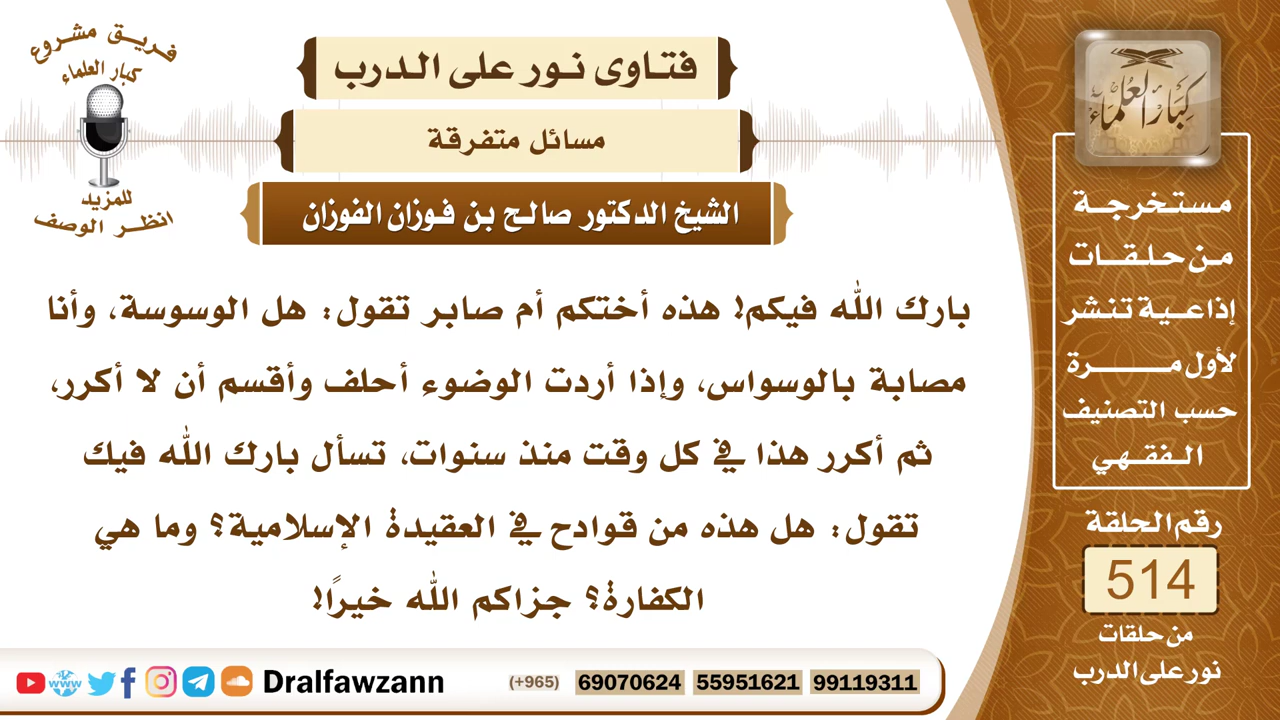 فريق مشروع
كبار العلماء
للمزيد
انظر الوصف
فتاوى نور على الدرب
مسائل متفرقة
الشيخ الدكتور صالح بن فوزان الفوزان
بارك الله فيكم! هذه أختكم أم صابر تقول: هل الوسوسة، وأنا
مصابة بالوسواس، وإذا أردت الوضوء أحلف وأقسم أن لا أكرر،
ثم أكرر هذا في كل وقت منذ سنوات، تسأل بارك الله فيك
تقول: هل هذه من قوادح في العقيدة الإسلامية؟ وما هي
الكفارة؟ جزاكم الله خيرًا!
كبار العلماء
مستخرجة
من حلقات
إذاعية تنشر
لأول مرة
حسب التصنيف
الفقهي
رقم الحلقة
514
من حلقات
نور على الدرب
www
Dralfawzann
(+965) 69070624 55951621 99119311